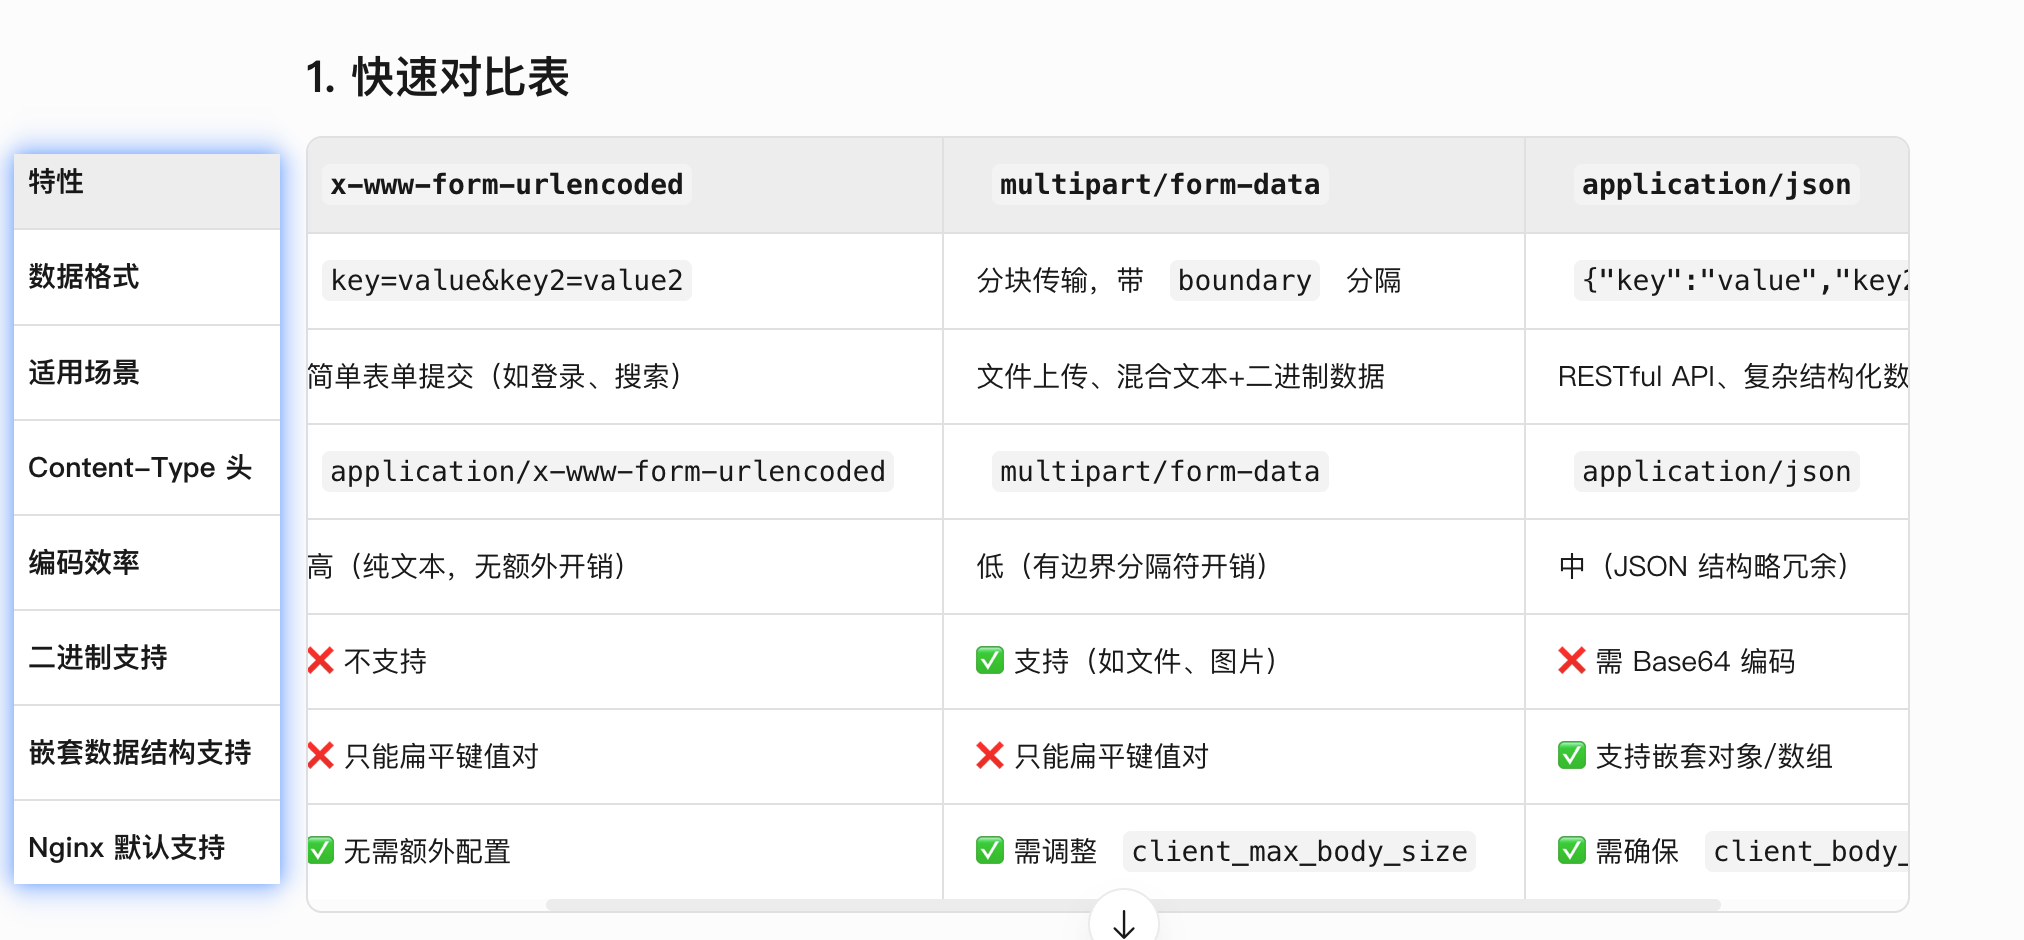 1. 快速对比表
特性 x-www-form-urlencoded multipart/form-data application/json
数据格式 key=value&key2=value2 分块传输，带 boundary 分隔 {"key":"value","key2
适用场景 简单表单提交（如登录、搜索） 文件上传、混合文本+二进制数据 RESTful API、复杂结构化数
Content-Type 头 application/x-www-form-urlencoded multipart/form-data application/json
编码效率 高（纯文本，无额外开销） 低（有边界分隔符开销） 中（JSON 结构略冗余）
二进制支持 ❌ 不支持 ✅ 支持（如文件、图片） ❌ 需 Base64 编码
嵌套数据结构支持 ❌ 只能扁平键值对 ❌ 只能扁平键值对 ✅ 支持嵌套对象/数组
Nginx 默认支持 ✅ 无需额外配置 ✅ 需调整 client_max_body_size ✅ 需确保 client_body_